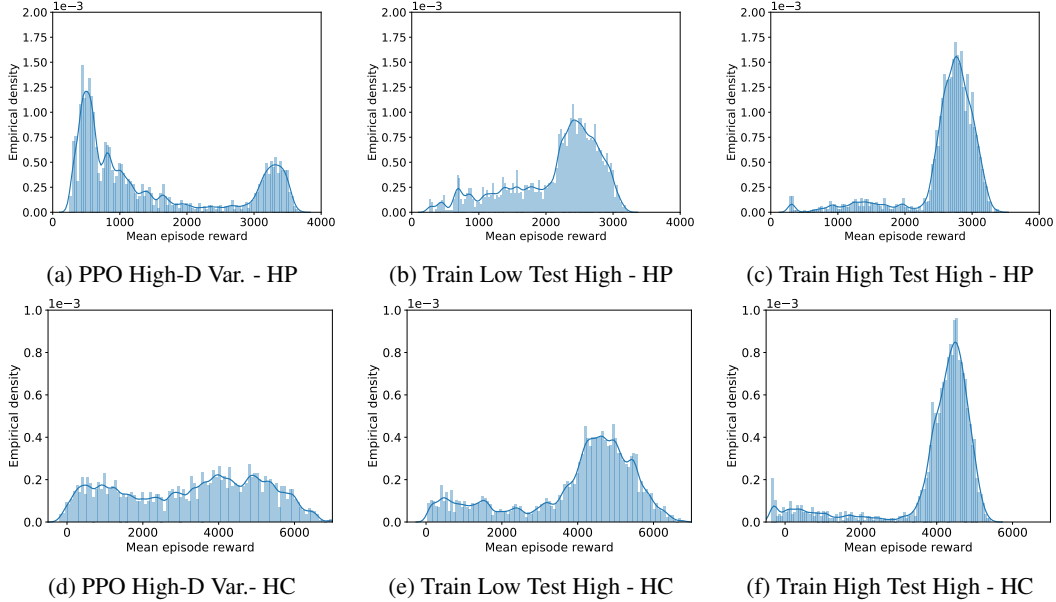 1e−3
2.00
1.75
1.50
1.25
1.00
0.75
0.50
0.25
0.00
Empirical density
0 1000 2000 3000 4000
Mean episode reward
(a) PPO High-D Var. - HP
1e−3
2.00
1.75
1.50
1.25
1.00
0.75
0.50
0.25
0.00
Empirical density
0 1000 2000 3000 4000
Mean episode reward
(b) Train Low Test High - HP
1e−3
2.00
1.75
1.50
1.25
1.00
0.75
0.50
0.25
0.00
Empirical density
0 1000 2000 3000 4000
Mean episode reward
(c) Train High Test High - HP
1e−3
1.0
0.8
0.6
0.4
0.2
0.0
Empirical density
0 2000 4000 6000
Mean episode reward
(d) PPO High-D Var.- HC
1e−3
1.0
0.8
0.6
0.4
0.2
0.0
Empirical density
0 2000 4000 6000
Mean episode reward
(e) Train Low Test High - HC
1e−3
1.0
0.8
0.6
0.4
0.2
0.0
Empirical density
0 2000 4000 6000
Mean episode reward
(f) Train High Test High - HC